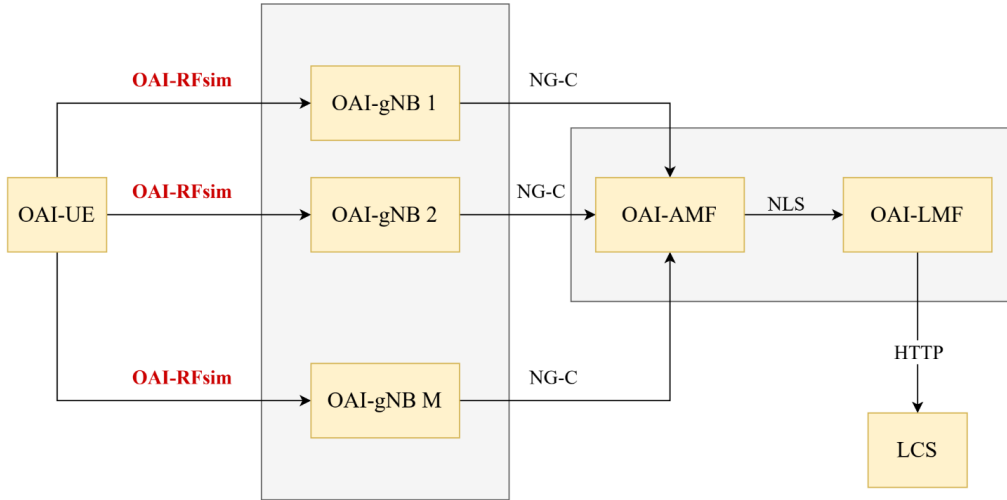 OAI-RFsim
OAI-gNB 1
NG-C
OAI-UE
OAI-RFsim
OAI-gNB 2
NG-C
OAI-AMF
NLS
OAI-LMF
OAI-RFsim
OAI-gNB M
NG-C
HTTP
LCS